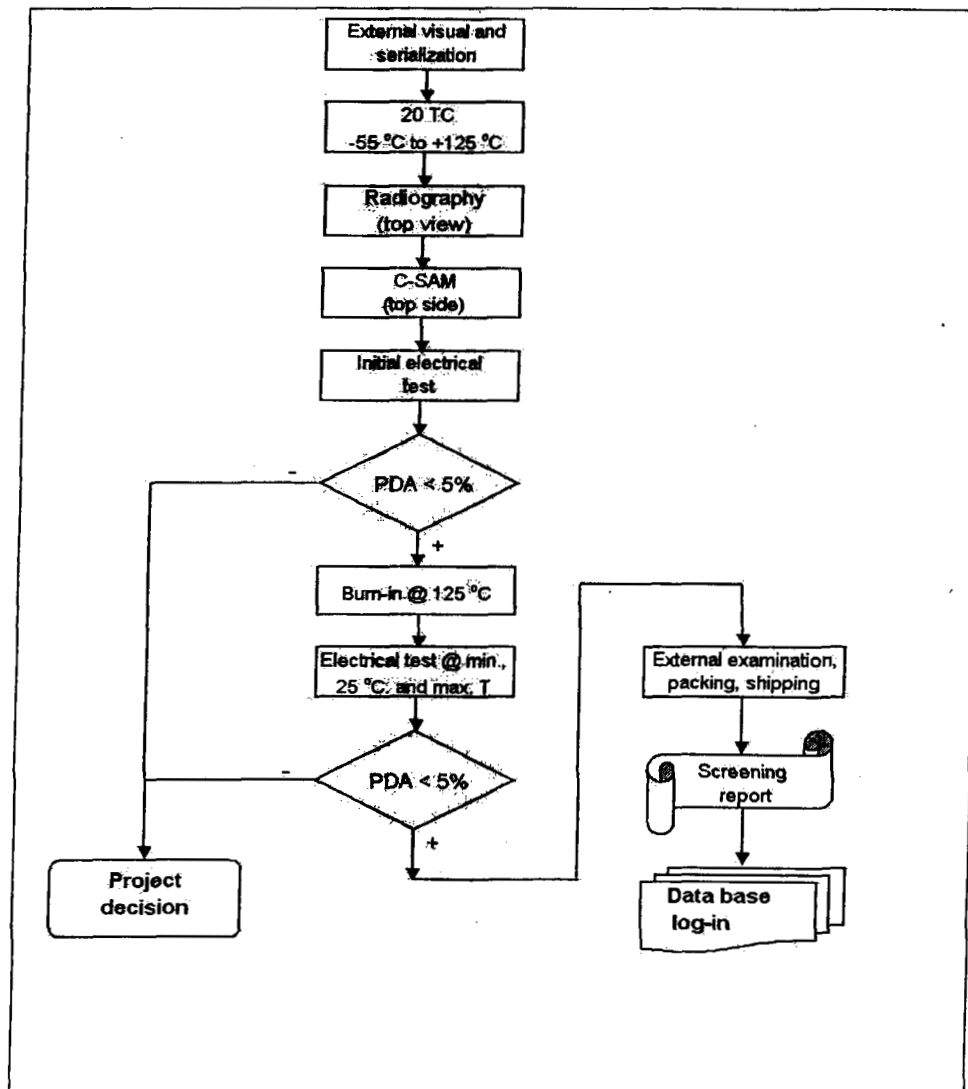 External visual and
serialization
20 TC
-55 °C to +125 °C
Radiography
(top view)
C-SAM
(top side)
Initial electrical
test
PDA < 5%
-
+
Burn-in @ 125 °C
Electrical test @ min.,
25 °C, and max. T
PDA < 5%
-
+
Project
decision
External examination,
packing, shipping
Screening
report
Data base
log-in